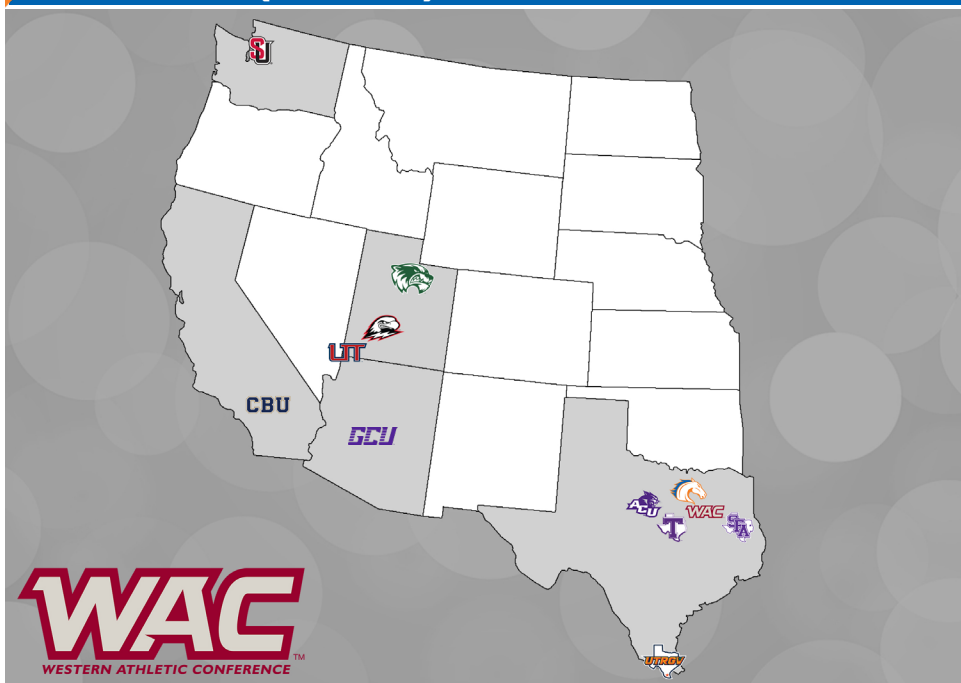 SU
UT
CBU
GCU
ACU
WAC
T
SFA
UTRGV
WAC
TM
WESTERN ATHLETIC CONFERENCE